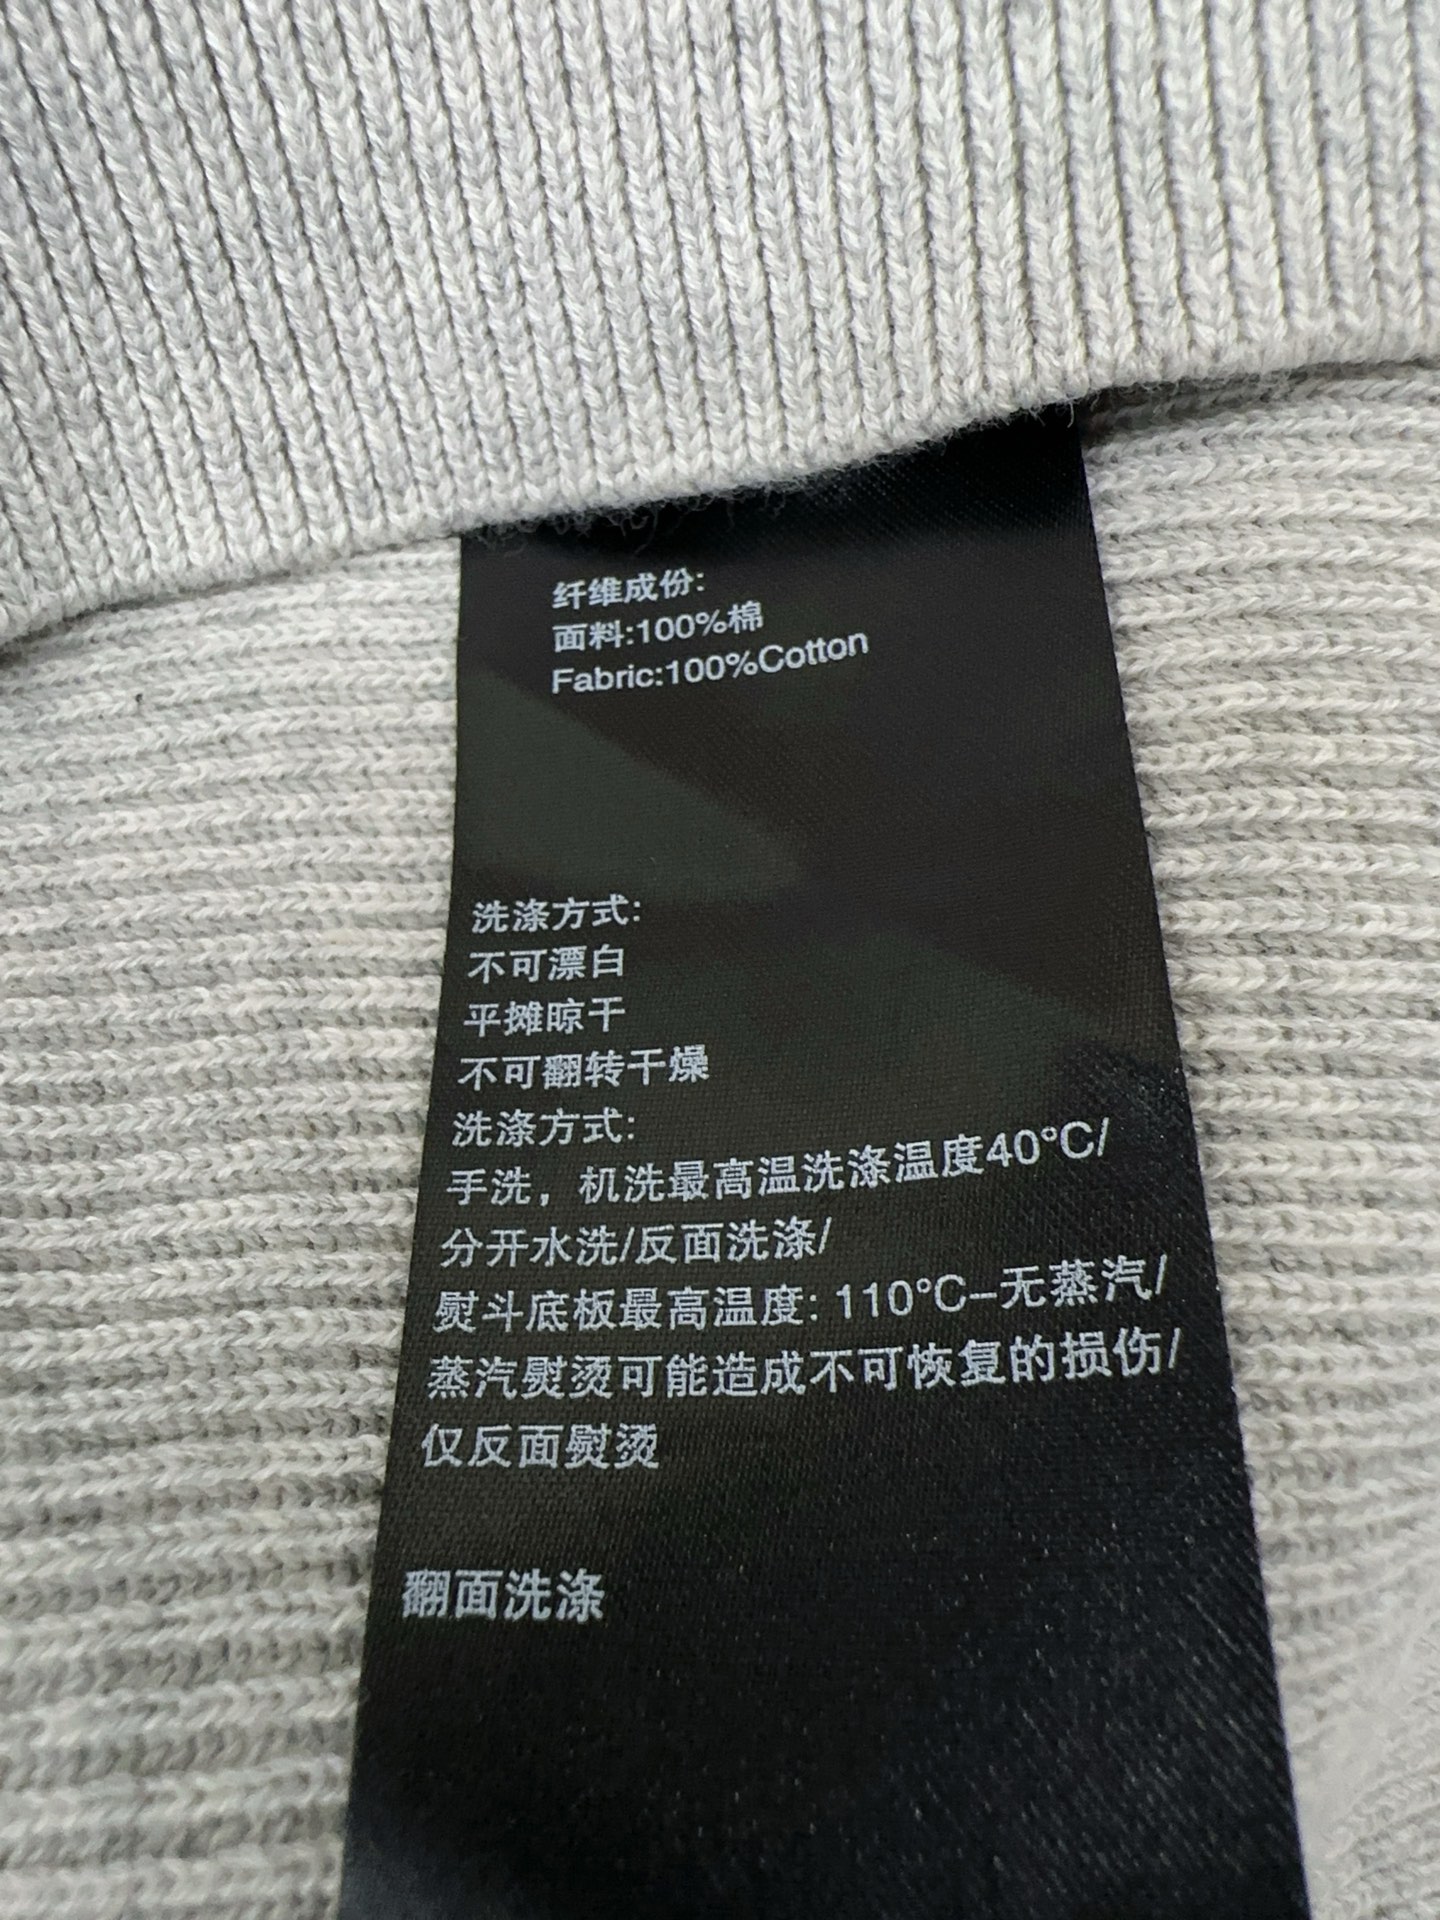 纤维成份:
面料:100%棉
Fabric:100%Cotton
洗涤方式:
不可漂白
平摊晾干
不可翻转干燥
洗涤方式:
手洗，机洗最高温洗涤温度40°C/
分开水洗/反面洗涤/
熨斗底板最高温度: 110°C–无蒸汽/
蒸汽熨烫可能造成不可恢复的损伤/
仅反面熨烫
翻面洗涤